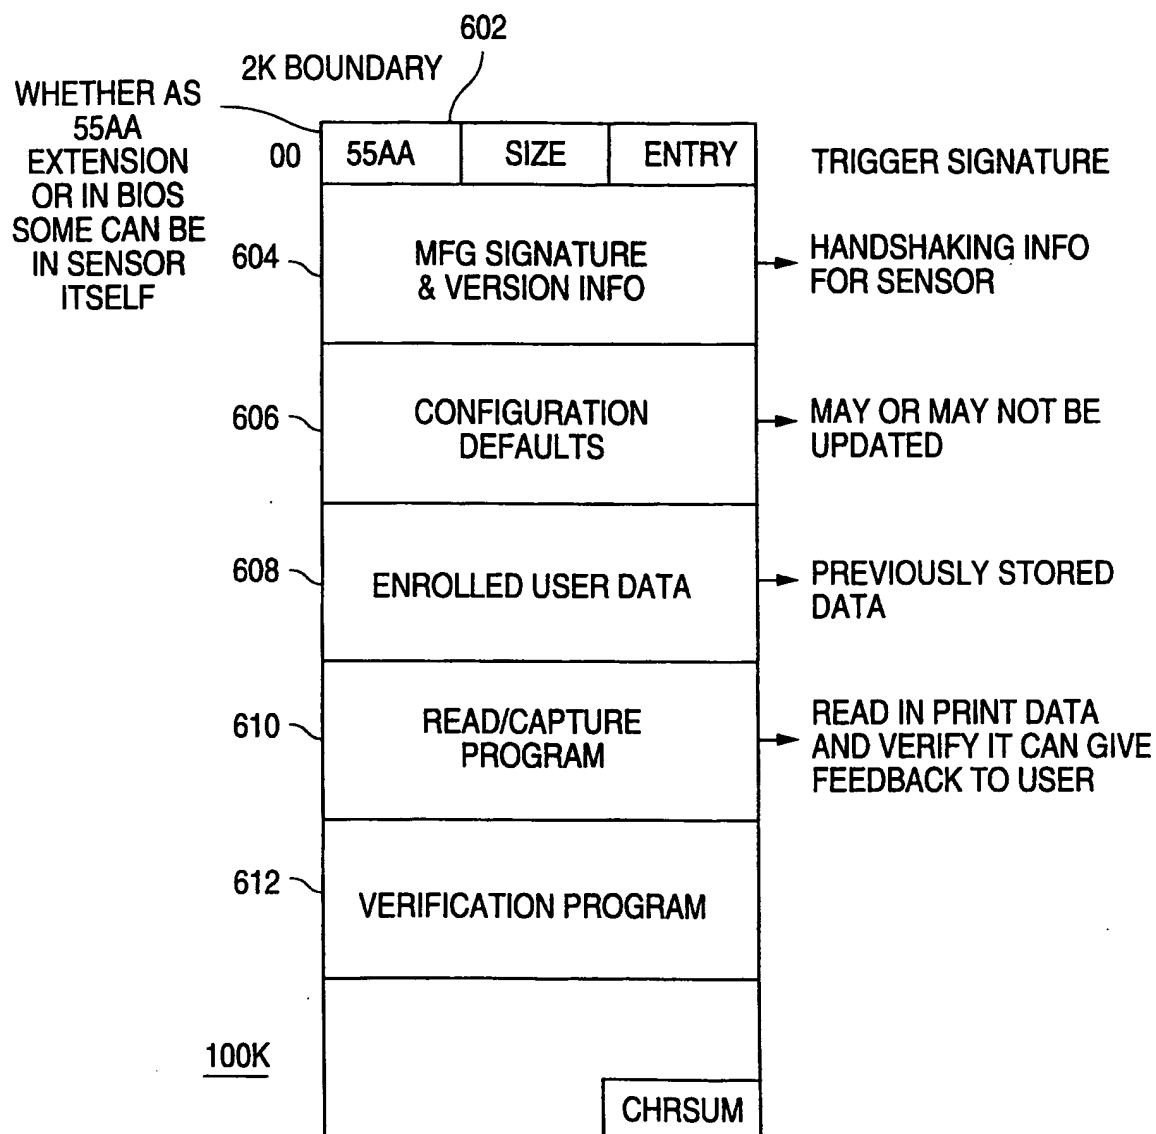 602
2K BOUNDARY
WHETHER AS
55AA
EXTENSION
OR IN BIOS
SOME CAN BE
IN SENSOR
ITSELF
00
55AA
SIZE
ENTRY
TRIGGER SIGNATURE
604
MFG SIGNATURE
& VERSION INFO
HANDSHAKING INFO
FOR SENSOR
606
CONFIGURATION
DEFAULTS
MAY OR MAY NOT BE
UPDATED
608
ENROLLED USER DATA
PREVIOUSLY STORED
DATA
610
READ/CAPTURE
PROGRAM
READ IN PRINT DATA
AND VERIFY IT CAN GIVE
FEEDBACK TO USER
612
VERIFICATION PROGRAM
100K
CHRSUM